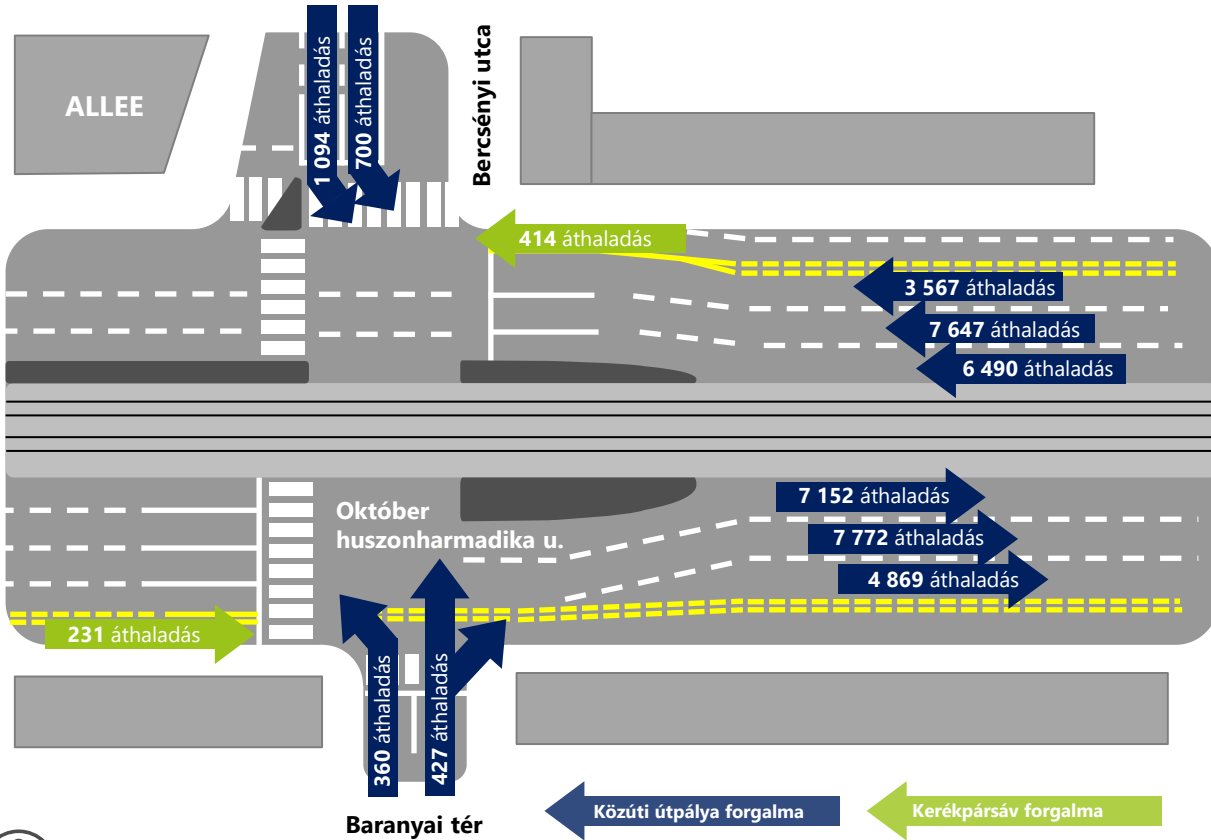 1 094 áthaladás
700 áthaladás
Bercsényi utca
ALLEE
414 áthaladás
3 567 áthaladás
7 647 áthaladás
6 490 áthaladás
7 152 áthaladás
7 772 áthaladás
4 869 áthaladás
Október
huszonharmadika u.
231 áthaladás
360 áthaladás
427 áthaladás
Baranyai tér
Közúti útpálya forgalma
Kerékpársáv forgalma